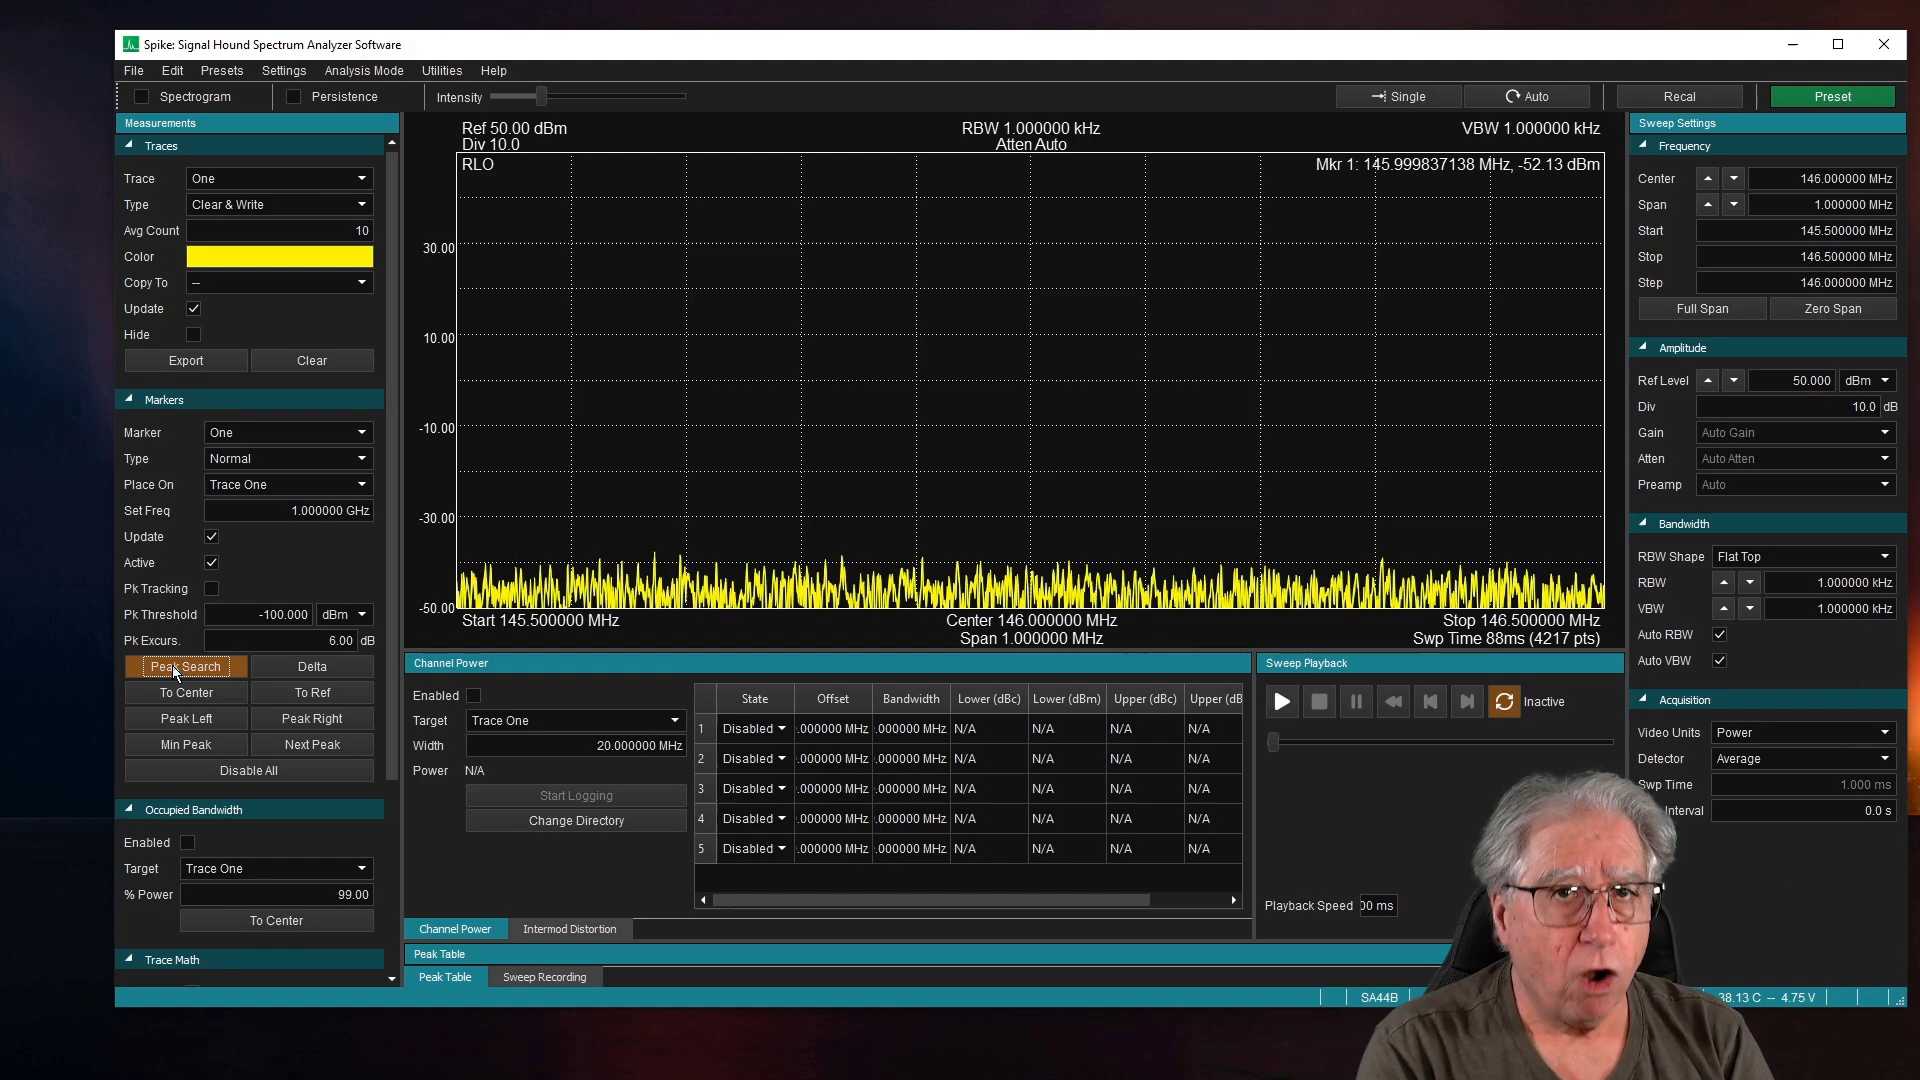 Spike: Signal Hound Spectrum Analyzer Software
File Edit Presets Settings Analysis Mode Utilities Help
Spectrogram Persistence Intensity Single Auto Recal Preset
Measurements
Traces
Trace One
Type Clear & Write
Avg Count 10
Color
Copy To --
Update
Hide
Export Clear
Markers
Marker One
Type Normal
Place On Trace One
Set Freq 1.000000 GHz
Update
Active
Pk Tracking
Pk Threshold -100.000 dBm
Pk Excurs. 6.00 dB
Peak Search Delta
To Center To Ref
Peak Left Peak Right
Min Peak Next Peak
Disable All
Occupied Bandwidth
Enabled
Target Trace One
% Power 99.00
To Center
Trace Math
Ref 50.00 dBm RBW 1.000000 kHz VBW 1.000000 kHz
Div 10.0 Atten Auto
RLO Mkr 1: 145.999837138 MHz, -52.13 dBm
30.00
10.00
-10.00
-30.00
-50.00
Start 145.500000 MHz Center 146.000000 MHz Stop 146.500000 MHz
Span 1.000000 MHz Swp Time 88ms (4217 pts)
Channel Power
Enabled
Target Trace One
Width 20.000000 MHz
Power N/A
Start Logging
Change Directory
State Offset Bandwidth Lower (dBc) Lower (dBm) Upper (dBc) Upper (dB
1 Disabled .000000 MHz .000000 MHz N/A N/A N/A N/A
2 Disabled .000000 MHz .000000 MHz N/A N/A N/A N/A
3 Disabled .000000 MHz .000000 MHz N/A N/A N/A N/A
4 Disabled .000000 MHz .000000 MHz N/A N/A N/A N/A
5 Disabled .000000 MHz .000000 MHz N/A N/A N/A N/A
Channel Power Intermod Distortion
Peak Table
Peak Table Sweep Recording
Sweep Playback
Inactive
Playback Speed 00 ms
Sweep Settings
Frequency
Center 146.000000 MHz
Span 1.000000 MHz
Start 145.500000 MHz
Stop 146.500000 MHz
Step 146.000000 MHz
Full Span Zero Span
Amplitude
Ref Level 50.000 dBm
Div 10.0 dB
Gain Auto Gain
Atten Auto Atten
Preamp Auto
Bandwidth
RBW Shape Flat Top
RBW 1.000000 kHz
VBW 1.000000 kHz
Auto RBW
Auto VBW
Acquisition
Video Units Power
Detector Average
Swp Time 1.000 ms
Interval 0.0 s
SA44B 38.13 C -- 4.75 V